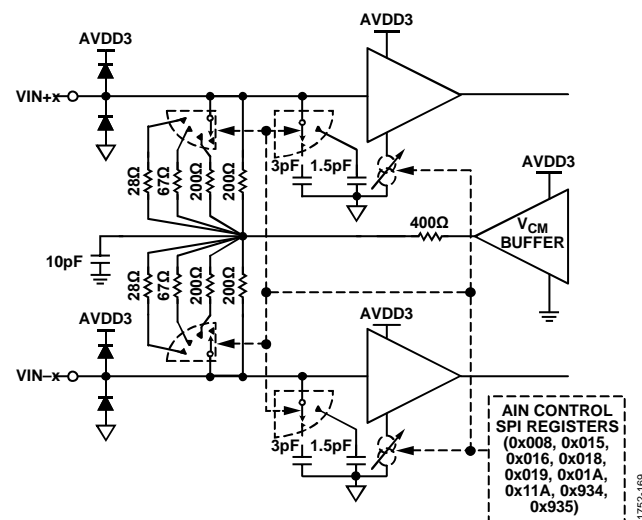 AVDD3
AVDD3
VIN+x
3pF 1.5pF
28Ω
67Ω
200Ω
200Ω
AVDD3
400Ω
VCM
BUFFER
10pF
28Ω
67Ω
200Ω
200Ω
AVDD3
AVDD3
VIN–x
3pF 1.5pF
AIN CONTROL
SPI REGISTERS
(0x008, 0x015,
0x016, 0x018,
0x019, 0x01A,
0x11A, 0x934,
0x935)